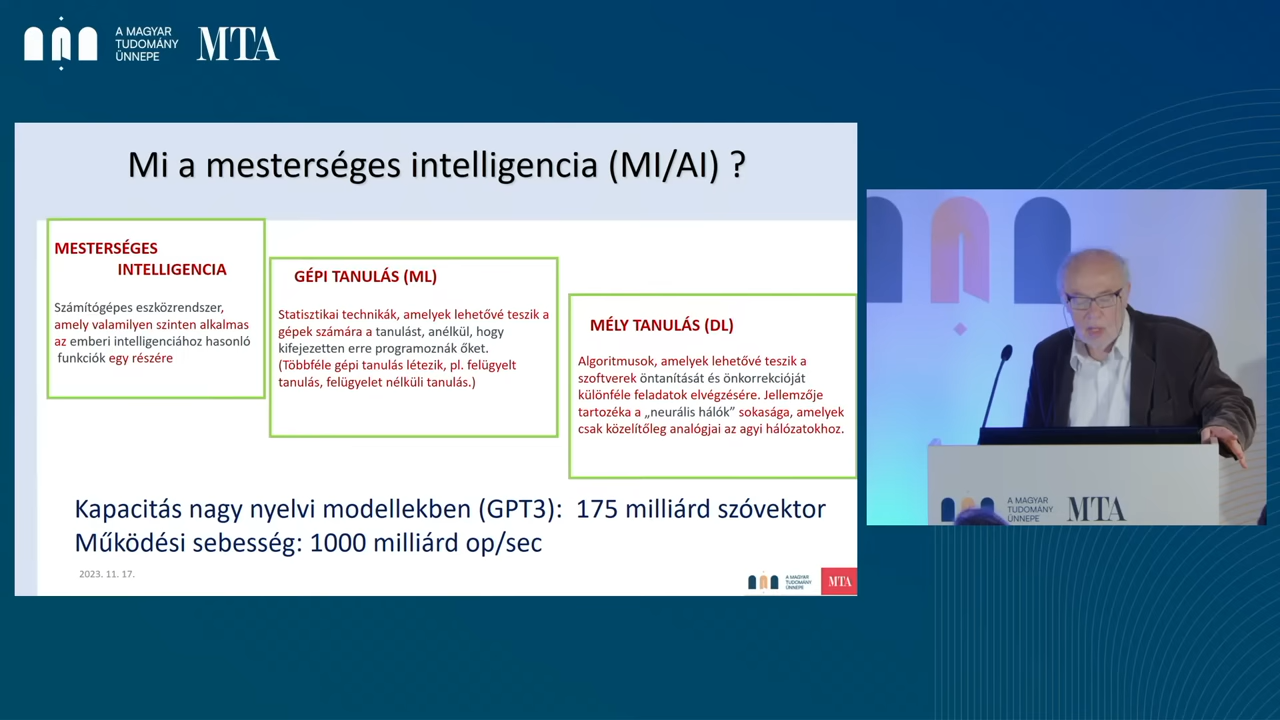 A MAGYAR
TUDOMÁNY
ÜNNEPE
MTA
Mi a mesterséges intelligencia (MI/AI) ?
MESTERSÉGES
INTELLIGENCIA
Számítógépes eszközrendszer,
amely valamilyen szinten alkalmas
az emberi intelligenciához hasonló
funkciók egy részére
GÉPI TANULÁS (ML)
Statisztikai technikák, amelyek lehetővé teszik a
gépek számára a tanulást, anélkül, hogy
kifejezetten erre programoznák őket.
(Többféle gépi tanulás létezik, pl. felügyelt
tanulás, felügyelet nélküli tanulás.)
MÉLY TANULÁS (DL)
Algoritmusok, amelyek lehetővé teszik a
szoftverek öntanítását és önkorrekcióját
különféle feladatok elvégzésére. Jellemzője
tartozéka a „neurális hálók” sokasága, amelyek
csak közelítőleg analógjai az agyi hálózatokhoz.
Kapacitás nagy nyelvi modellekben (GPT3): 175 milliárd szóvektor
Működési sebesség: 1000 milliárd op/sec
2023. 11. 17.
A MAGYAR
TUDOMÁNY
ÜNNEPE
MTA
A MAGYAR
TUDOMÁNY
ÜNNEPE
MTA